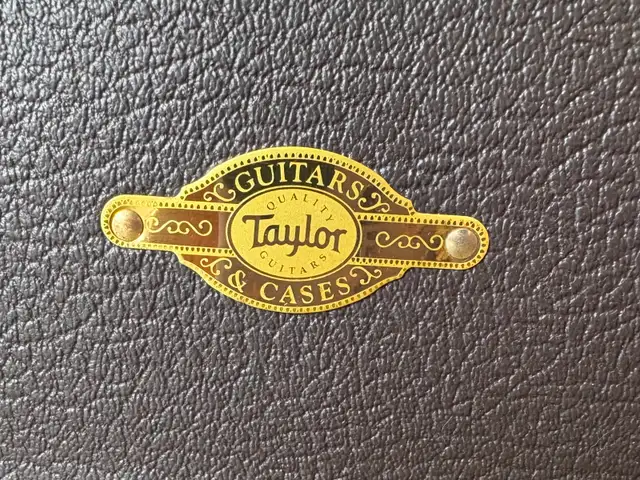 GUITARS
QUALITY
Taylor
GUITARS
& CASES